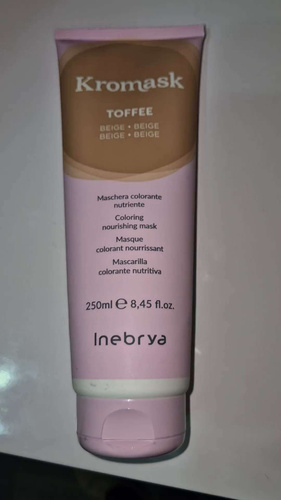 Kromask
TOFFEE
BEIGE • BEIGE
BEIGE • BEIGE
Maschera colorante
nutriente
Coloring
nourishing mask
Masque
colorant nourrissant
Mascarilla
colorante nutritiva
250ml ℮ 8,45 fl.oz.
Inebrya